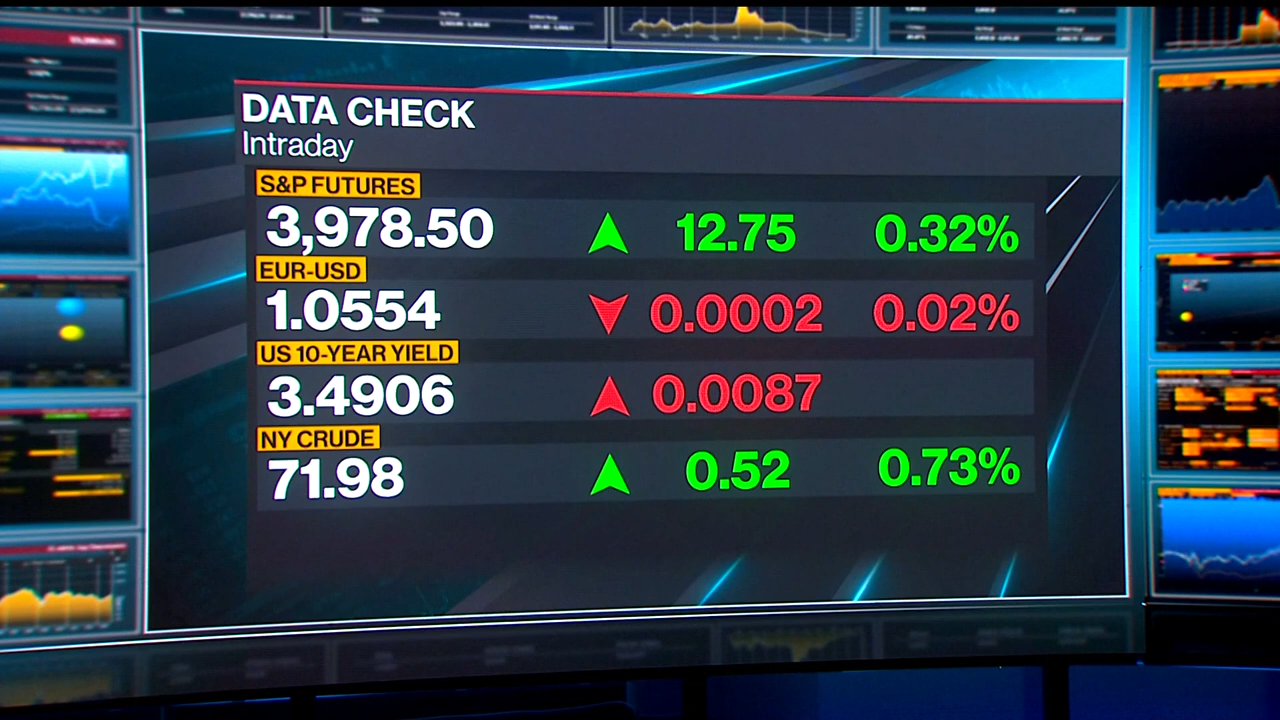 DATA CHECK
Intraday
S&P FUTURES
3,978.50 ▲ 12.75 0.32%
EUR-USD
1.0554 ▼ 0.0002 0.02%
US 10-YEAR YIELD
3.4906 ▲ 0.0087
NY CRUDE
71.98 ▲ 0.52 0.73%